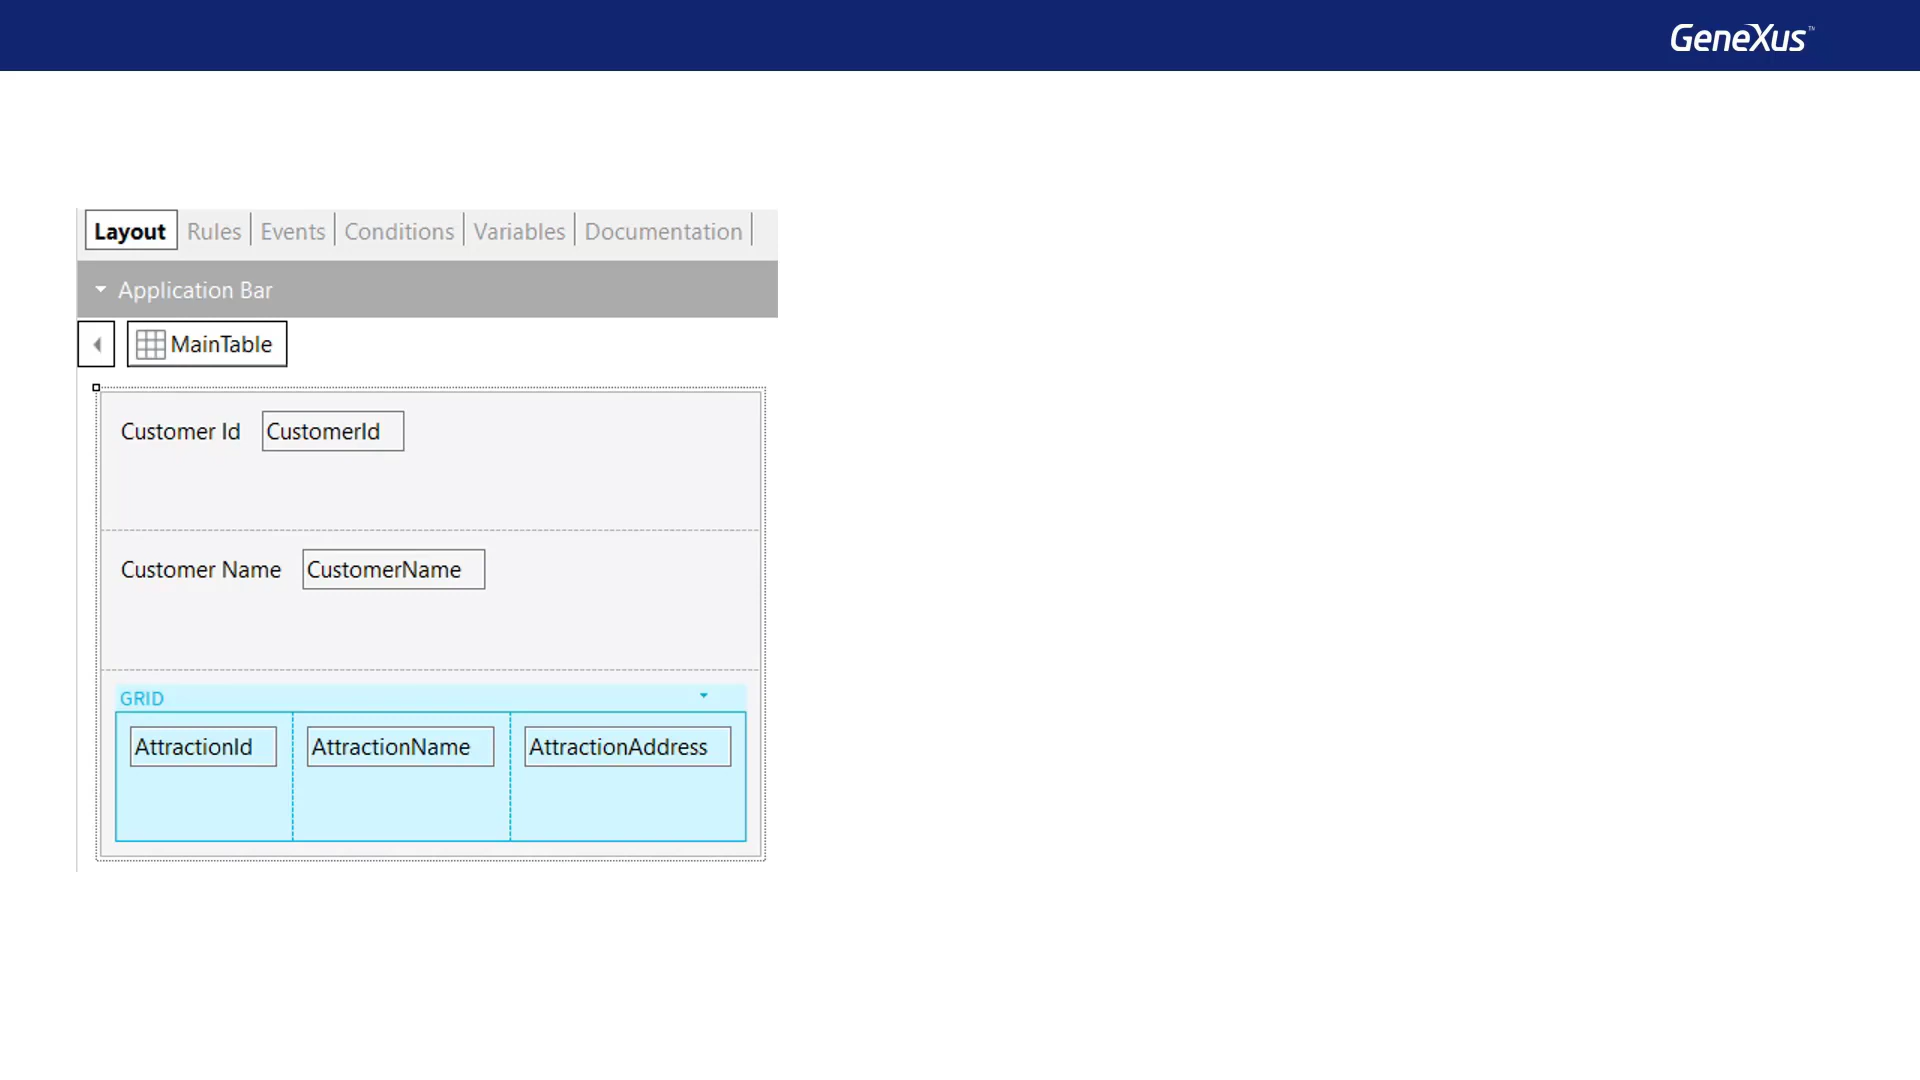 GeneXus™
Layout Rules Events Conditions Variables Documentation
Application Bar
MainTable
Customer Id CustomerId
Customer Name CustomerName
GRID
AttractionId AttractionName AttractionAddress